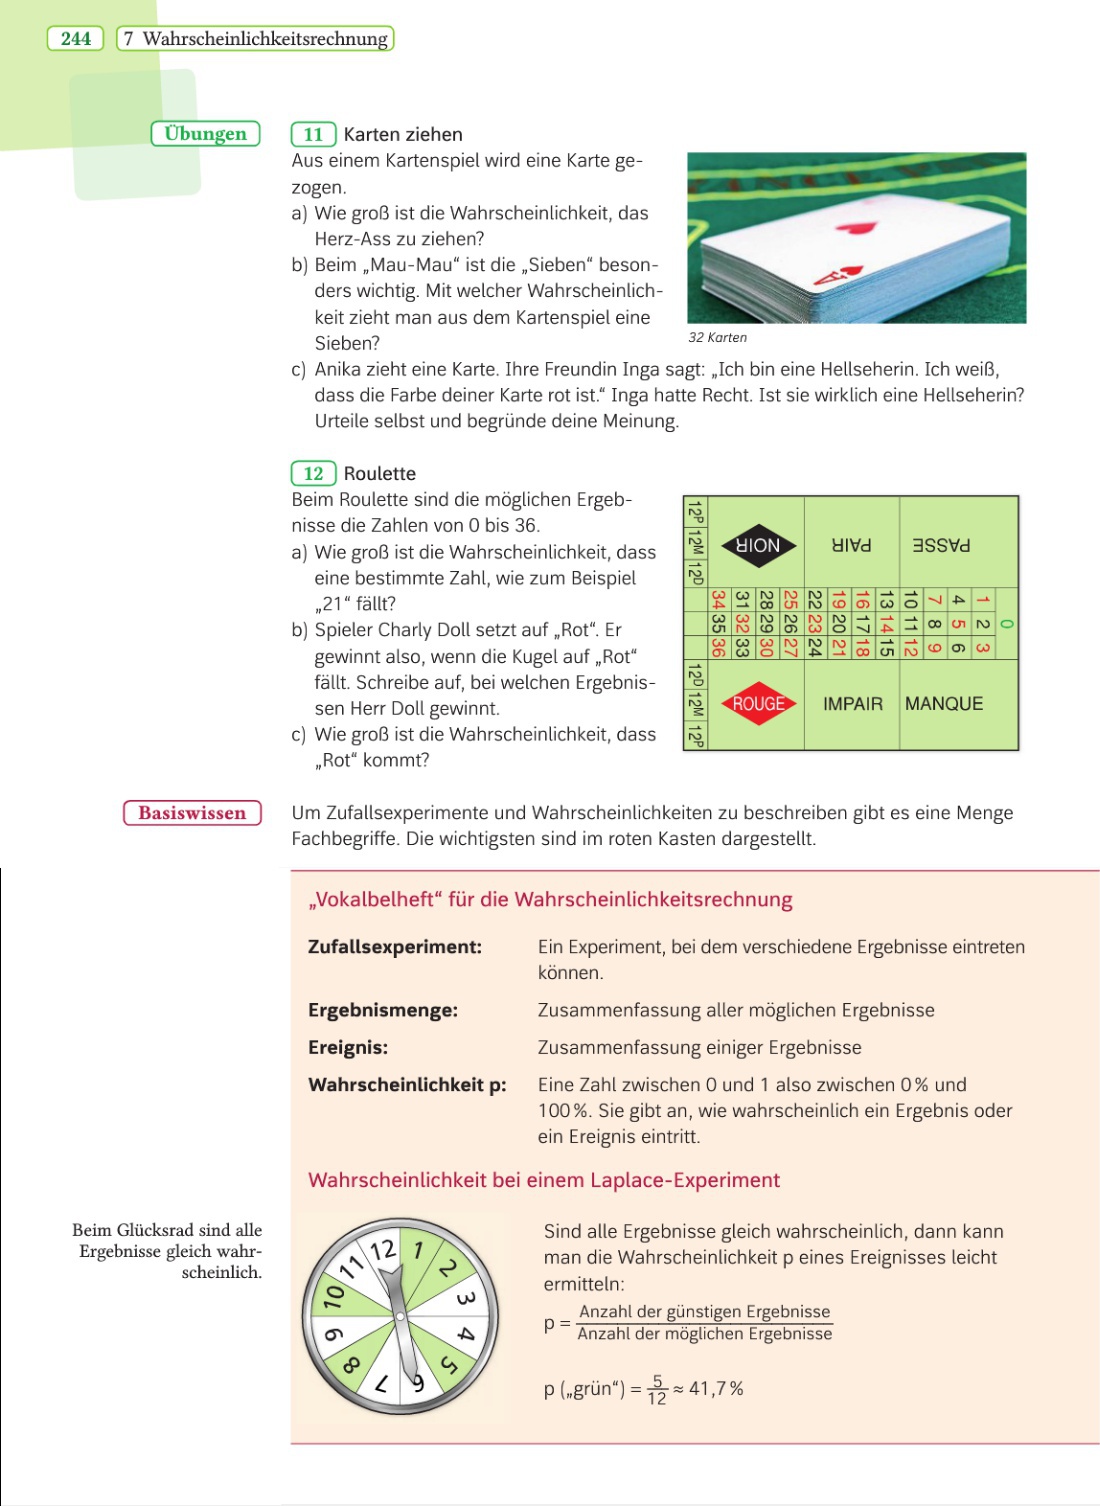 244
7 Wahrscheinlichkeitsrechnung
Übungen
11 Karten ziehen
Aus einem Kartenspiel wird eine Karte ge-
zogen.
a) Wie groß ist die Wahrscheinlichkeit, das
Herz-Ass zu ziehen?
b) Beim „Mau-Mau“ ist die „Sieben“ beson-
ders wichtig. Mit welcher Wahrscheinlich-
keit zieht man aus dem Kartenspiel eine
Sieben?
A
32 Karten
c) Anika zieht eine Karte. Ihre Freundin Inga sagt: „Ich bin eine Hellseherin. Ich weiß,
dass die Farbe deiner Karte rot ist.“ Inga hatte Recht. Ist sie wirklich eine Hellseherin?
Urteile selbst und begründe deine Meinung.
12 Roulette
Beim Roulette sind die möglichen Ergeb-
nisse die Zahlen von 0 bis 36.
a) Wie groß ist die Wahrscheinlichkeit, dass
eine bestimmte Zahl, wie zum Beispiel
„21“ fällt?
b) Spieler Charly Doll setzt auf „Rot“. Er
gewinnt also, wenn die Kugel auf „Rot“
fällt. Schreibe auf, bei welchen Ergebnis-
sen Herr Doll gewinnt.
c) Wie groß ist die Wahrscheinlichkeit, dass
„Rot“ kommt?
12P 12M 12D
NOIR PAIR PASSE
0
1 2 3
4 5 6
7 8 9
10 11 12
13 14 15
16 17 18
19 20 21
22 23 24
25 26 27
28 29 30
31 32 33
34 35 36
12D 12M 12P
ROUGE IMPAIR MANQUE
Basiswissen
Um Zufallsexperimente und Wahrscheinlichkeiten zu beschreiben gibt es eine Menge
Fachbegriffe. Die wichtigsten sind im roten Kasten dargestellt.
„Vokalbelheft“ für die Wahrscheinlichkeitsrechnung
Zufallsexperiment: Ein Experiment, bei dem verschiedene Ergebnisse eintreten
können.
Ergebnismenge: Zusammenfassung aller möglichen Ergebnisse
Ereignis: Zusammenfassung einiger Ergebnisse
Wahrscheinlichkeit p: Eine Zahl zwischen 0 und 1 also zwischen 0 % und
100 %. Sie gibt an, wie wahrscheinlich ein Ergebnis oder
ein Ereignis eintritt.
Wahrscheinlichkeit bei einem Laplace-Experiment
Beim Glücksrad sind alle
Ergebnisse gleich wahr-
scheinlich.
1 2 3 4 5 6 7 8 9 10 11 12
Sind alle Ergebnisse gleich wahrscheinlich, dann kann
man die Wahrscheinlichkeit p eines Ereignisses leicht
ermitteln:
p = Anzahl der günstigen Ergebnisse / Anzahl der möglichen Ergebnisse
p („grün“) = 5/12 ≈ 41,7 %